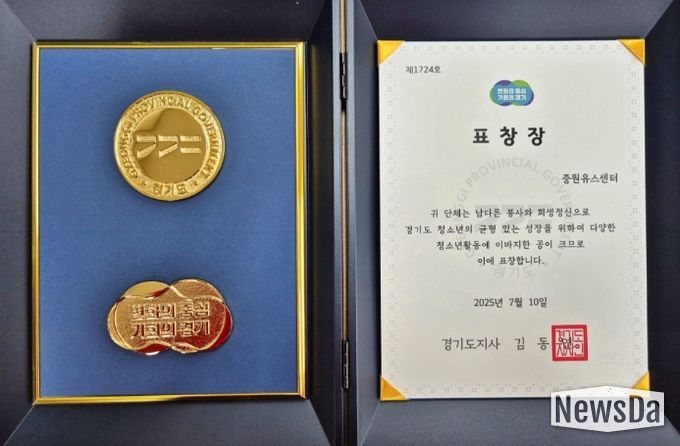 GYEONGGI PROVINCIAL GOVERNMENT
경기도
변화의 중심
기회의 경기
제1724호
변화의 중심
기회의 경기
표 창 장
중원유스센터
귀 단체는 남다른 봉사와 희생정신으로
경기도 청소년의 균형 있는 성장을 위하여 다양한
청소년활동에 이바지한 공이 크므로
이에 표창합니다.
2025년 7월 10일
경기도지사 김 동 연
NewsDa